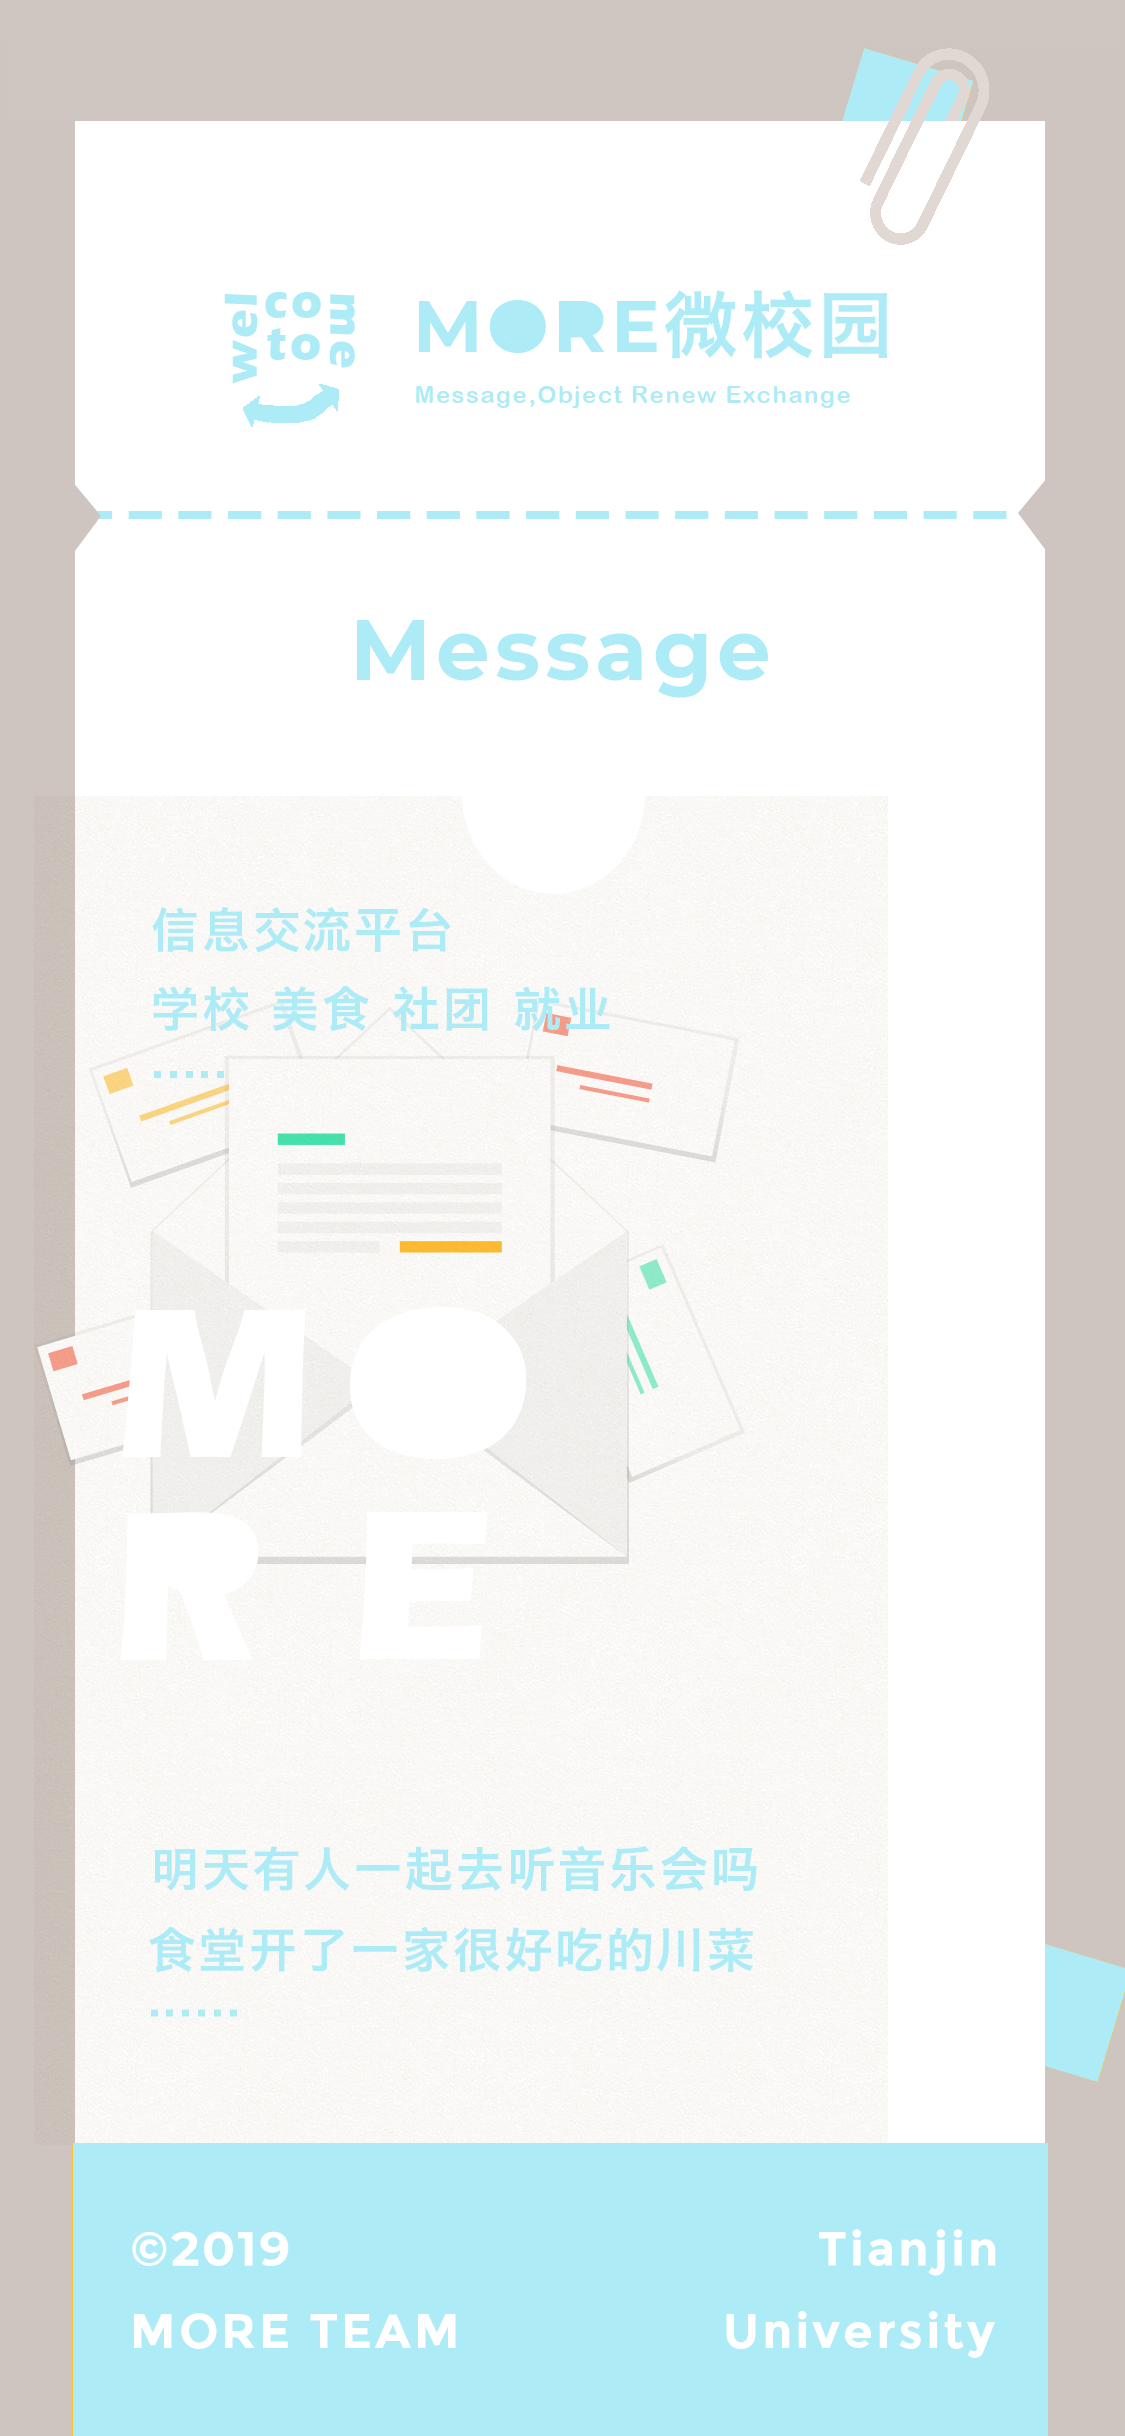 welcome to
MORE微校园
Message,Object Renew Exchange
Message
信息交流平台
学校 美食 社团 就业
......
MO
RE
明天有人一起去听音乐会吗
食堂开了一家很好吃的川菜
......
©2019
MORE TEAM
Tianjin
University